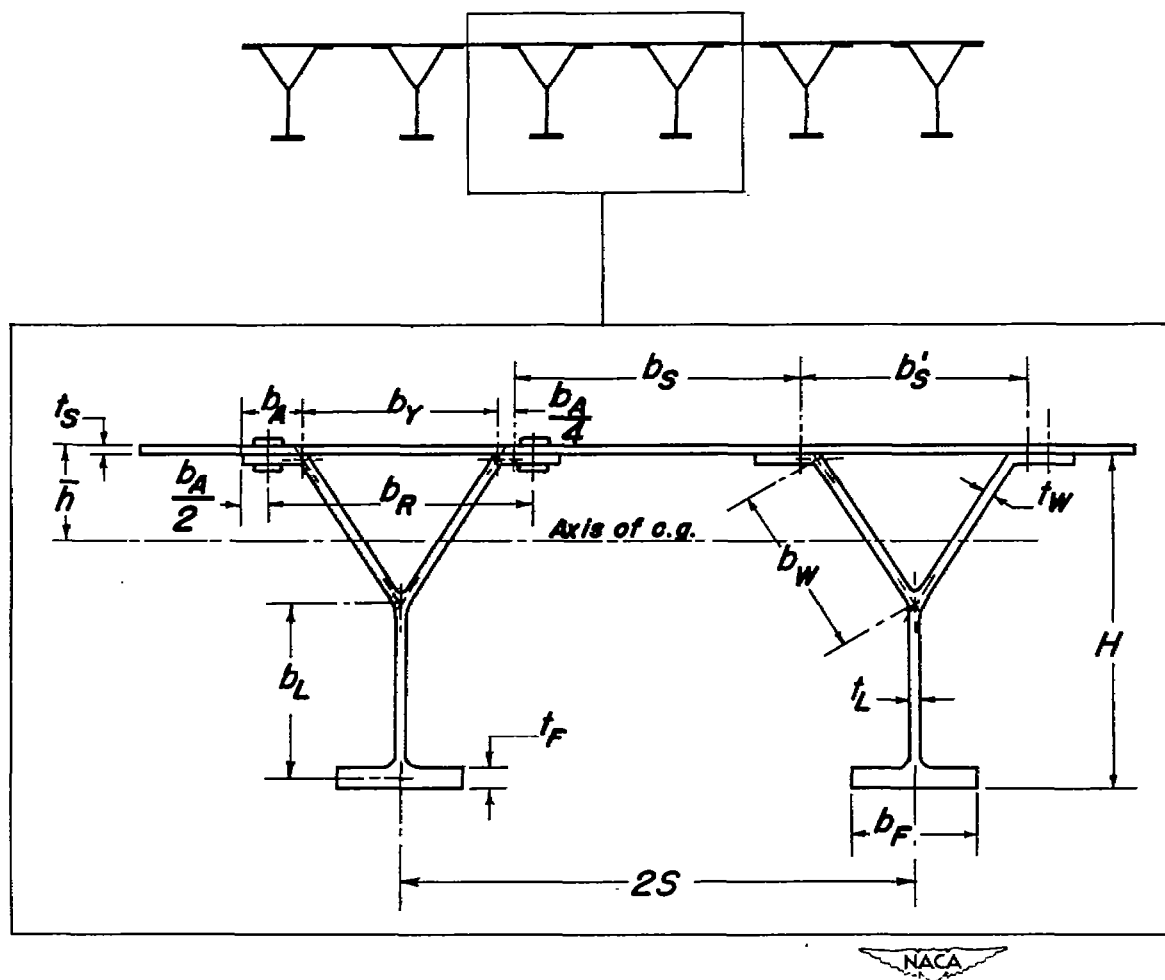 b_S
b'_S
t_S
b_A
b_Y
b_A/4
h̄
b_A/2
b_R
t_W
Axis of c.g.
b_W
H
b_L
t_L
t_F
b_F
2S
NACA